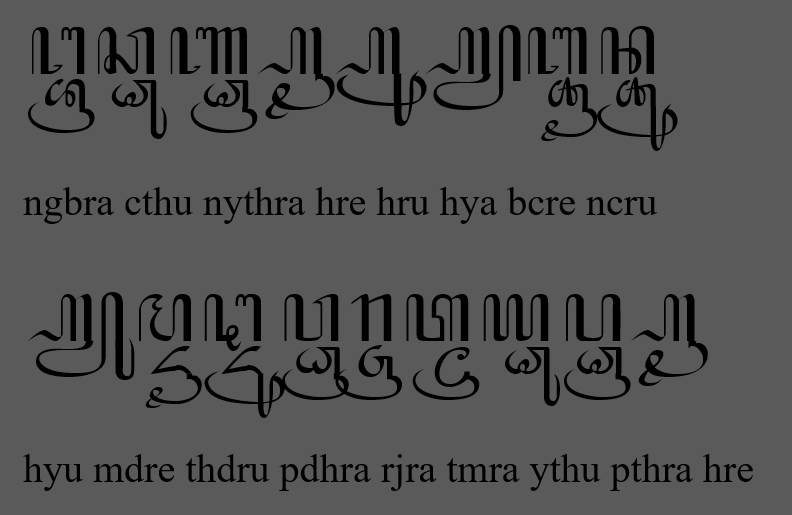 ꦔ꧀ꦧꦿꦕ꧀ꦛꦸꦚ꧀ꦛꦿꦲꦽꦲꦿꦸꦲꦾꦧ꧀ꦕꦽꦤ꧀ꦕꦿꦸ
ngbra cthu nythra hre hru hya bcre ncru
ꦲꦾꦸꦩ꧀ꦢꦽꦛ꧀ꦢꦿꦸꦥ꧀ꦝꦿꦫ꧀ꦗꦿꦠ꧀ꦩꦿꦪ꧀ꦛꦸꦥ꧀ꦛꦿꦲꦽ
hyu mdre thdru pdhra rjra tmra ythu pthra hre